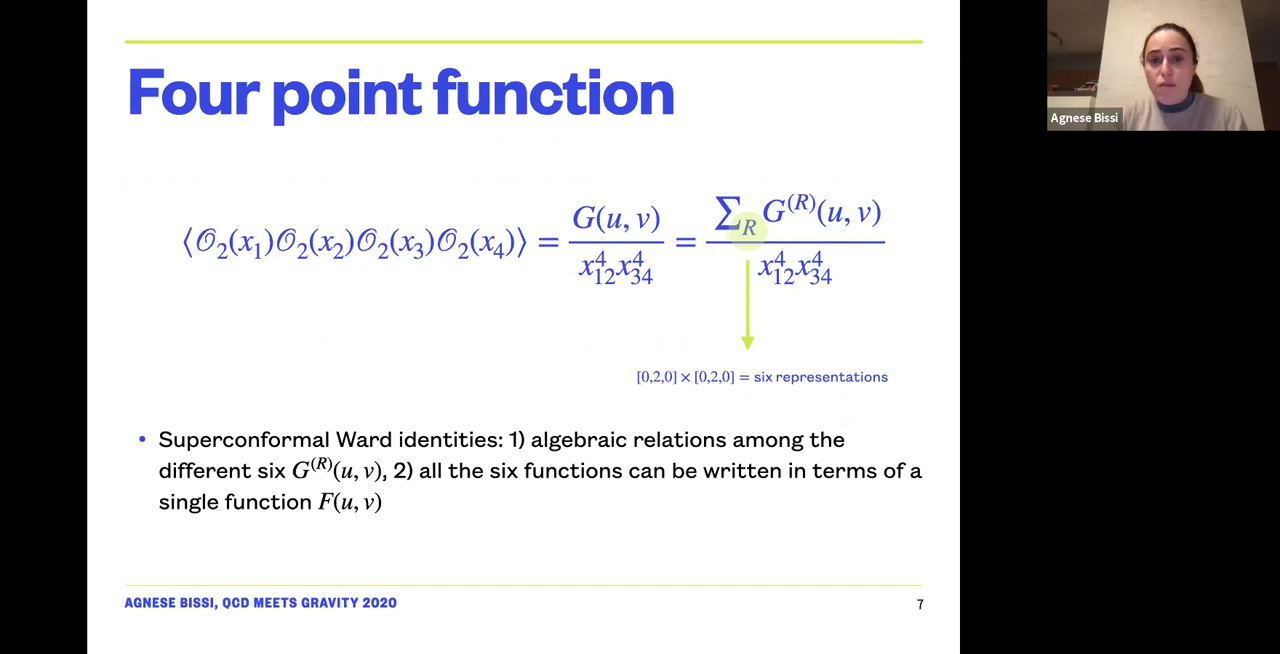 Four point function
⟨𝒪₂(x₁)𝒪₂(x₂)𝒪₂(x₃)𝒪₂(x₄)⟩ = G(u, v) / x₁₂⁴x₃₄⁴ = ∑_R G^(R)(u, v) / x₁₂⁴x₃₄⁴
[0,2,0] × [0,2,0] = six representations
• Superconformal Ward identities: 1) algebraic relations among the
different six G^(R)(u, v), 2) all the six functions can be written in terms of a
single function F(u, v)
AGNESE BISSI, QCD MEETS GRAVITY 2020
7
Agnese Bissi